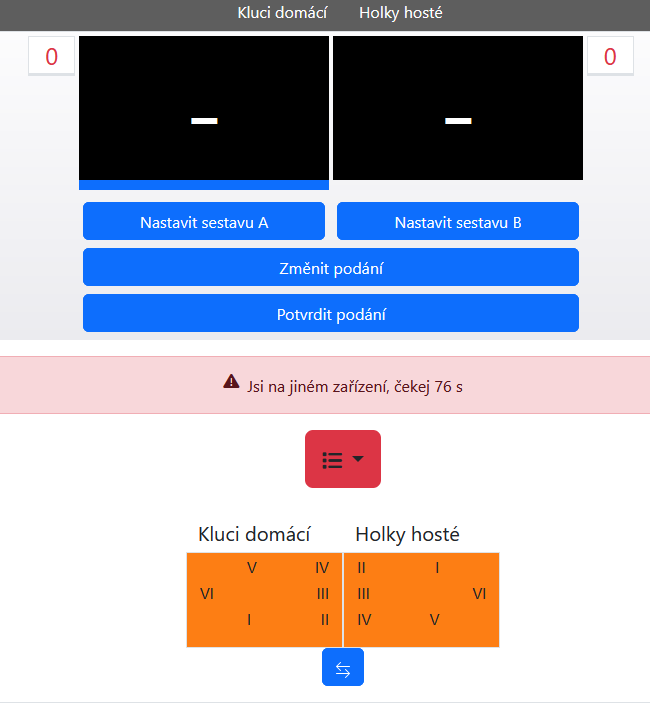 Kluci domácí Holky hosté
0 – – 0
Nastavit sestavu A Nastavit sestavu B
Změnit podání
Potvrdit podání
Jsi na jiném zařízení, čekej 76 s
Kluci domácí Holky hosté
V IV II I
VI III III VI
I II IV V